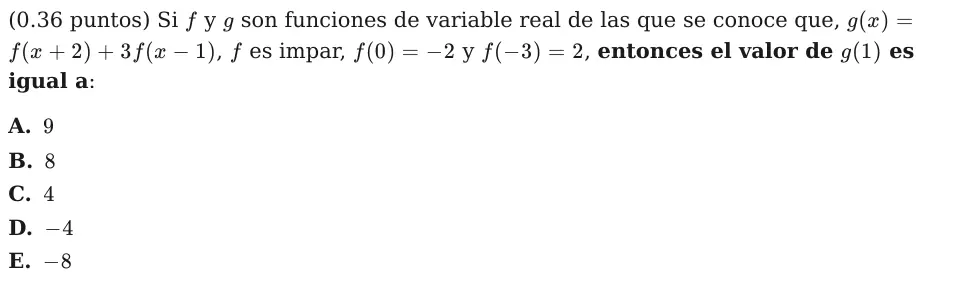 (0.36 puntos) Si f y g son funciones de variable real de las que se conoce que, g(x) =
f(x + 2) + 3f(x − 1), f es impar, f(0) = −2 y f(−3) = 2, entonces el valor de g(1) es
igual a:
A. 9
B. 8
C. 4
D. −4
E. −8